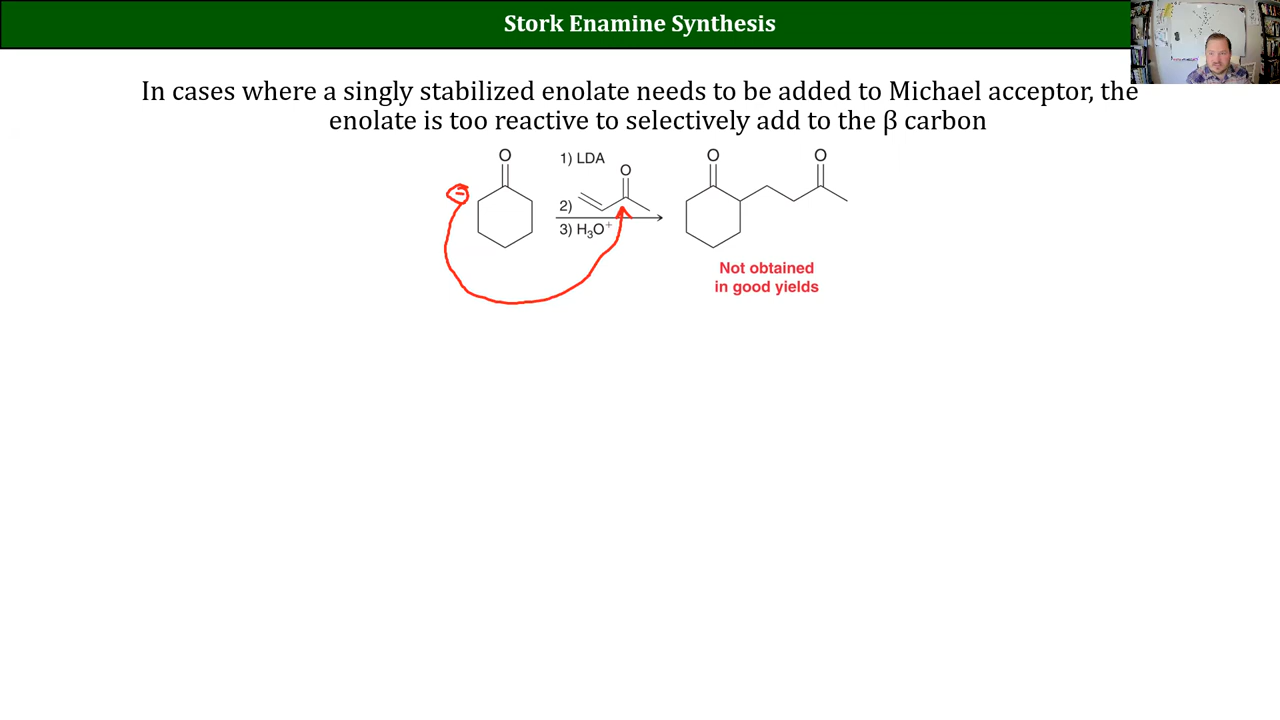 Stork Enamine Synthesis
In cases where a singly stabilized enolate needs to be added to Michael acceptor, the
enolate is too reactive to selectively add to the β carbon
O
1) LDA
O
2)
3) H₃O⁺
O
O
Not obtained
in good yields